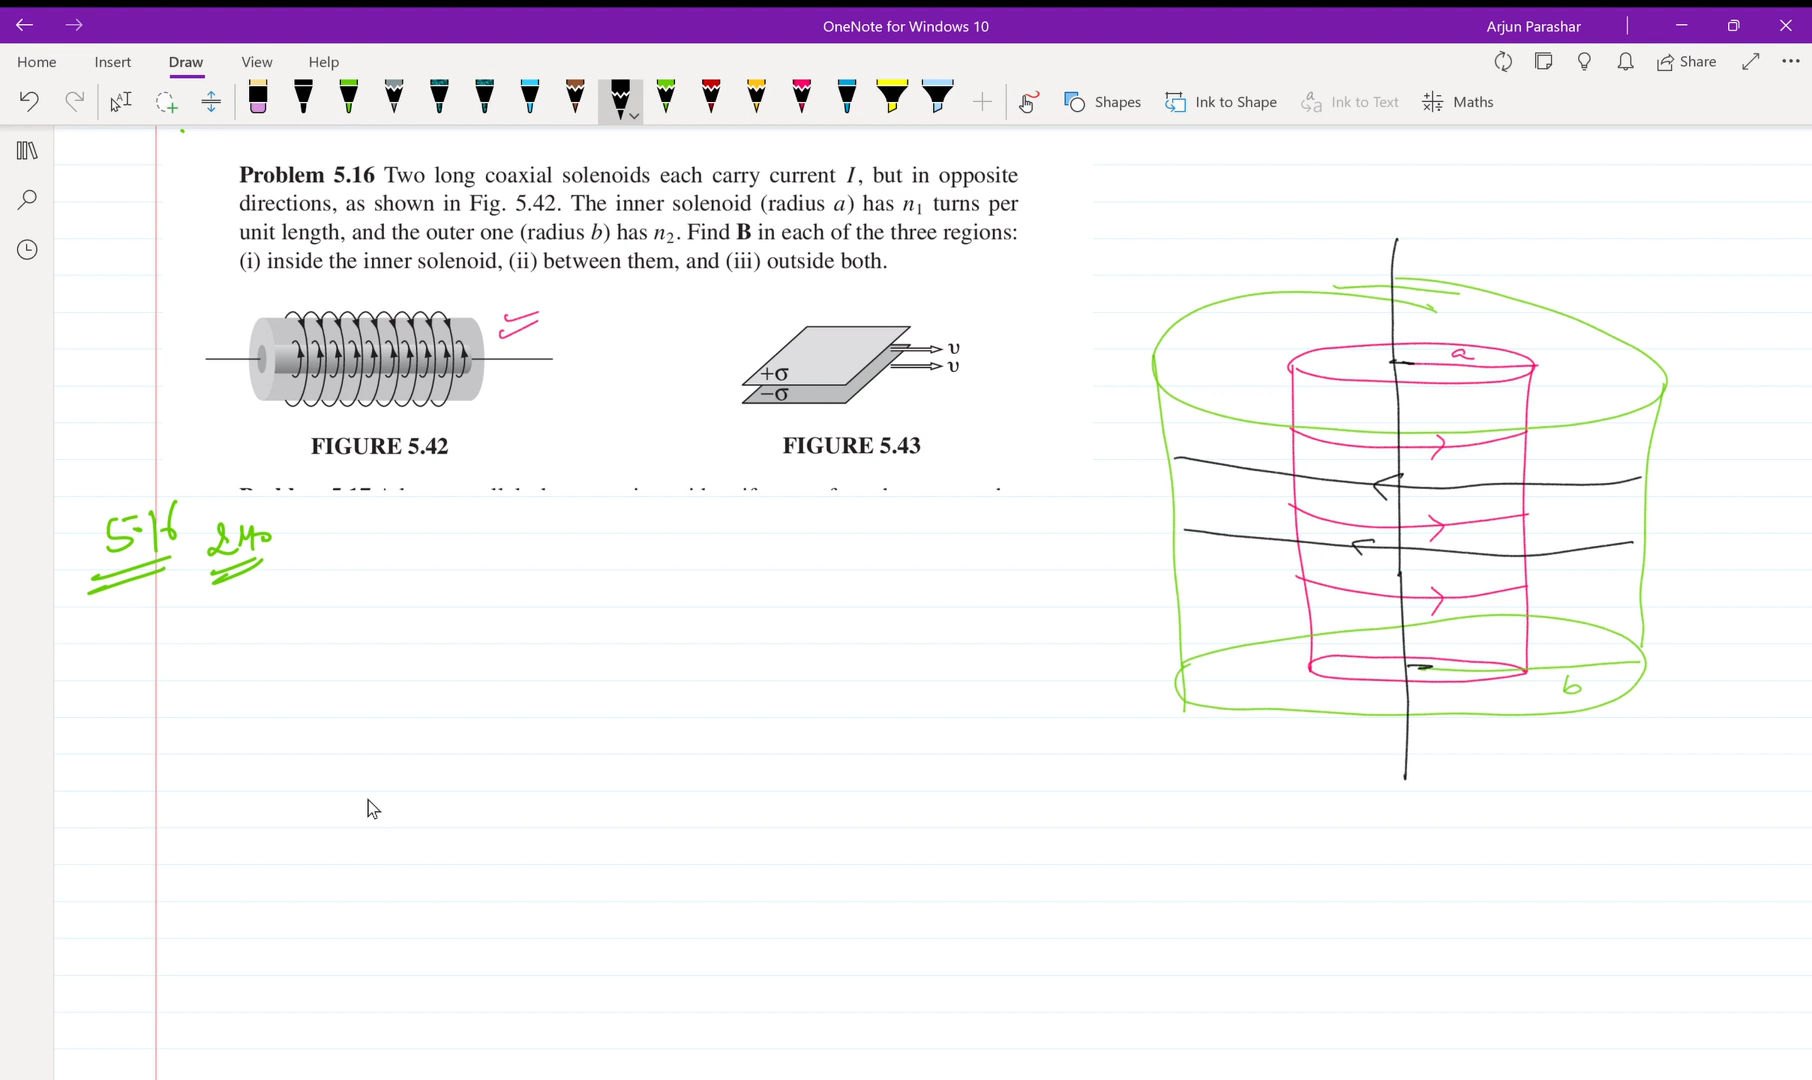 OneNote for Windows 10
Arjun Parashar
Home Insert Draw View Help
Share
Shapes Ink to Shape Ink to Text Maths
Problem 5.16 Two long coaxial solenoids each carry current I, but in opposite
directions, as shown in Fig. 5.42. The inner solenoid (radius a) has n₁ turns per
unit length, and the outer one (radius b) has n₂. Find B in each of the three regions:
(i) inside the inner solenoid, (ii) between them, and (iii) outside both.
+σ
−σ
υ
υ
FIGURE 5.42
FIGURE 5.43
5.16
a
b